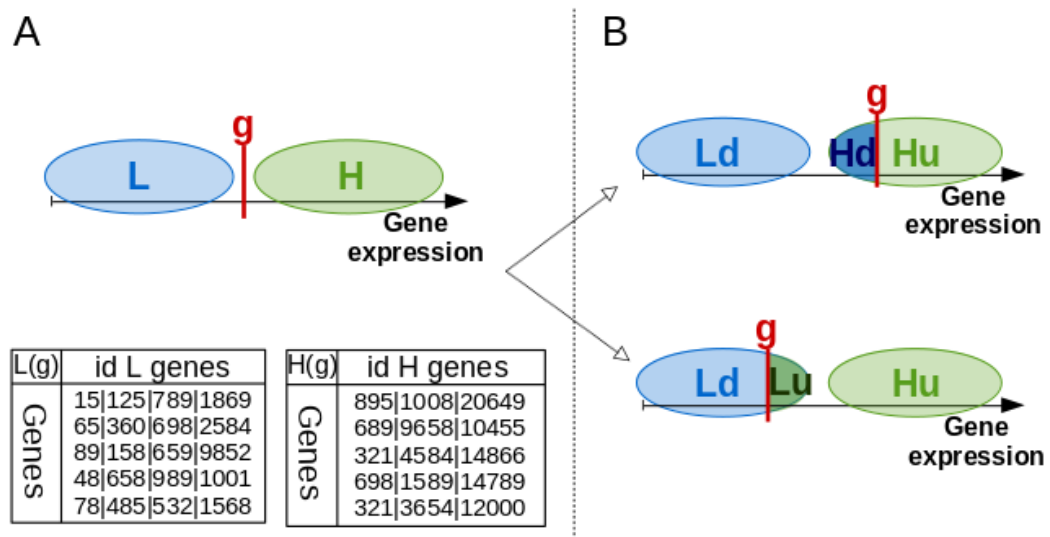 A
g
L
H
Gene
expression
L(g) id L genes
Genes
15|125|789|1869
65|360|698|2584
89|158|659|9852
48|658|989|1001
78|485|532|1568
H(g) id H genes
Genes
895|1008|20649
689|9658|10455
321|4584|14866
698|1589|14789
321|3654|12000
B
g
Ld
Hd
Hu
Gene
expression
g
Ld
Lu
Hu
Gene
expression